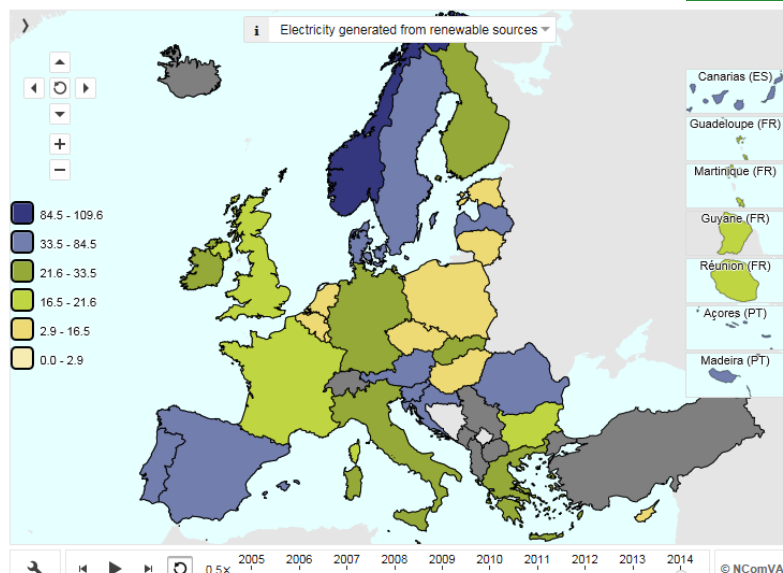 i Electricity generated from renewable sources
Canarias (ES)
Guadeloupe (FR)
Martinique (FR)
Guyane (FR)
Réunion (FR)
Açores (PT)
Madeira (PT)
84.5 - 109.6
33.5 - 84.5
21.6 - 33.5
16.5 - 21.6
2.9 - 16.5
0.0 - 2.9
0.5× 2005 2006 2007 2008 2009 2010 2011 2012 2013 2014
© NComVA